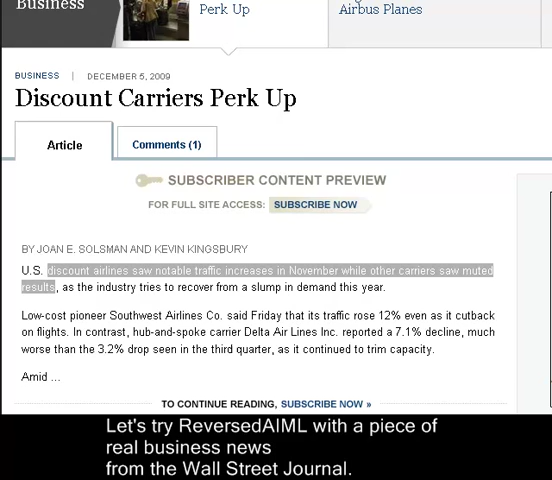 Business
Perk Up
Airbus Planes
BUSINESS | DECEMBER 5, 2009
Discount Carriers Perk Up
Article
Comments (1)
SUBSCRIBER CONTENT PREVIEW
FOR FULL SITE ACCESS: SUBSCRIBE NOW
BY JOAN E. SOLSMAN AND KEVIN KINGSBURY
U.S. discount airlines saw notable traffic increases in November while other carriers saw muted
results, as the industry tries to recover from a slump in demand this year.
Low-cost pioneer Southwest Airlines Co. said Friday that its traffic rose 12% even as it cutback
on flights. In contrast, hub-and-spoke carrier Delta Air Lines Inc. reported a 7.1% decline, much
worse than the 3.2% drop seen in the third quarter, as it continued to trim capacity.
Amid ...
TO CONTINUE READING, SUBSCRIBE NOW »
Let's try ReversedAIML with a piece of
real business news
from the Wall Street Journal.